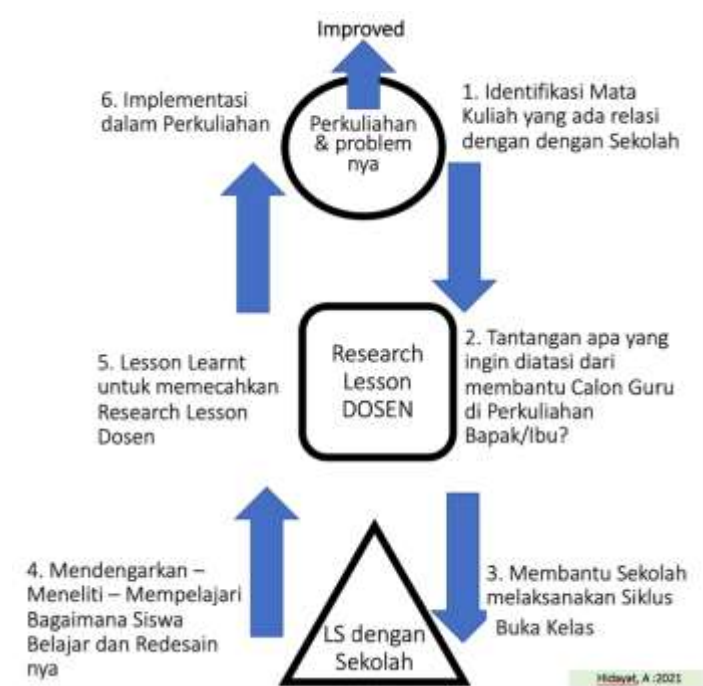 Improved
6. Implementasi
dalam Perkuliahan
Perkuliahan
& problem
nya
1. Identifikasi Mata
Kuliah yang ada relasi
dengan dengan Sekolah
5. Lesson Learnt
untuk memecahkan
Research Lesson
Dosen
Research
Lesson
DOSEN
2. Tantangan apa yang
ingin diatasi dari
membantu Calon Guru
di Perkuliahan
Bapak/Ibu?
4. Mendengarkan –
Meneliti – Mempelajari
Bagaimana Siswa
Belajar dan Redesain
nya
LS dengan
Sekolah
3. Membantu Sekolah
melaksanakan Siklus
Buka Kelas
Hidayat, A :2021